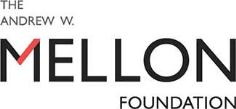 THE
ANDREW W.
MELLON
FOUNDATION